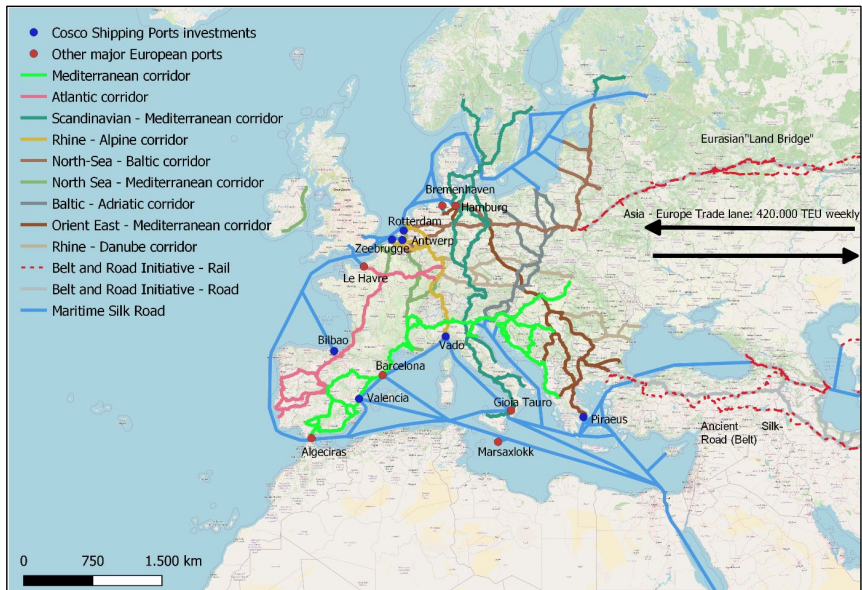 Cosco Shipping Ports investments
Other major European ports
Mediterranean corridor
Atlantic corridor
Scandinavian - Mediterranean corridor
Rhine - Alpine corridor
North-Sea - Baltic corridor
North Sea - Mediterranean corridor
Baltic - Adriatic corridor
Orient East - Mediterranean corridor
Rhine - Danube corridor
Belt and Road Initiative - Rail
Belt and Road Initiative - Road
Maritime Silk Road
Eurasian"Land Bridge"
Asia - Europe Trade lane: 420.000 TEU weekly
Bremenhaven
Hamburg
Rotterdam
Zeebrugge
Antwerp
Le Havre
Bilbao
Vado
Barcelona
Valencia
Gioia Tauro
Piraeus
Algeciras
Marsaxlokk
Ancient Silk-
Road (Belt)
0 750 1.500 km